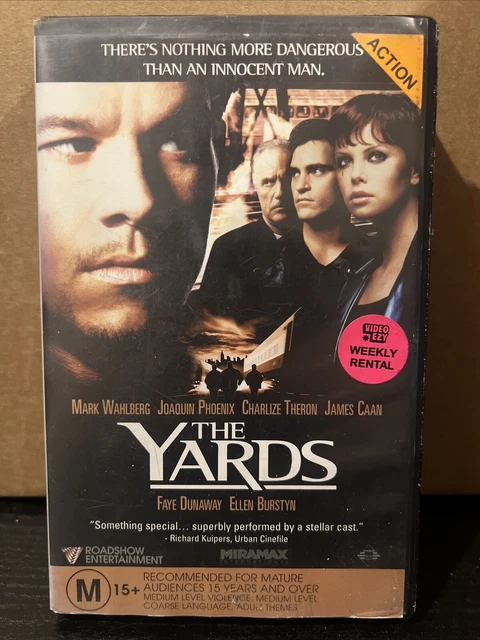 THERE'S NOTHING MORE DANGEROUS
THAN AN INNOCENT MAN.
ACTION
VIDEO
EZY
WEEKLY
RENTAL
MARK WAHLBERG JOAQUIN PHOENIX CHARLIZE THERON JAMES CAAN
THE
YARDS
FAYE DUNAWAY ELLEN BURSTYN
"Something special... superbly performed by a stellar cast."
- Richard Kuipers, Urban Cinefile
ROADSHOW
ENTERTAINMENT
MIRAMAX
M 15+
RECOMMENDED FOR MATURE
AUDIENCES 15 YEARS AND OVER
MEDIUM LEVEL VIOLENCE, MEDIUM LEVEL
COARSE LANGUAGE, ADULT THEMES